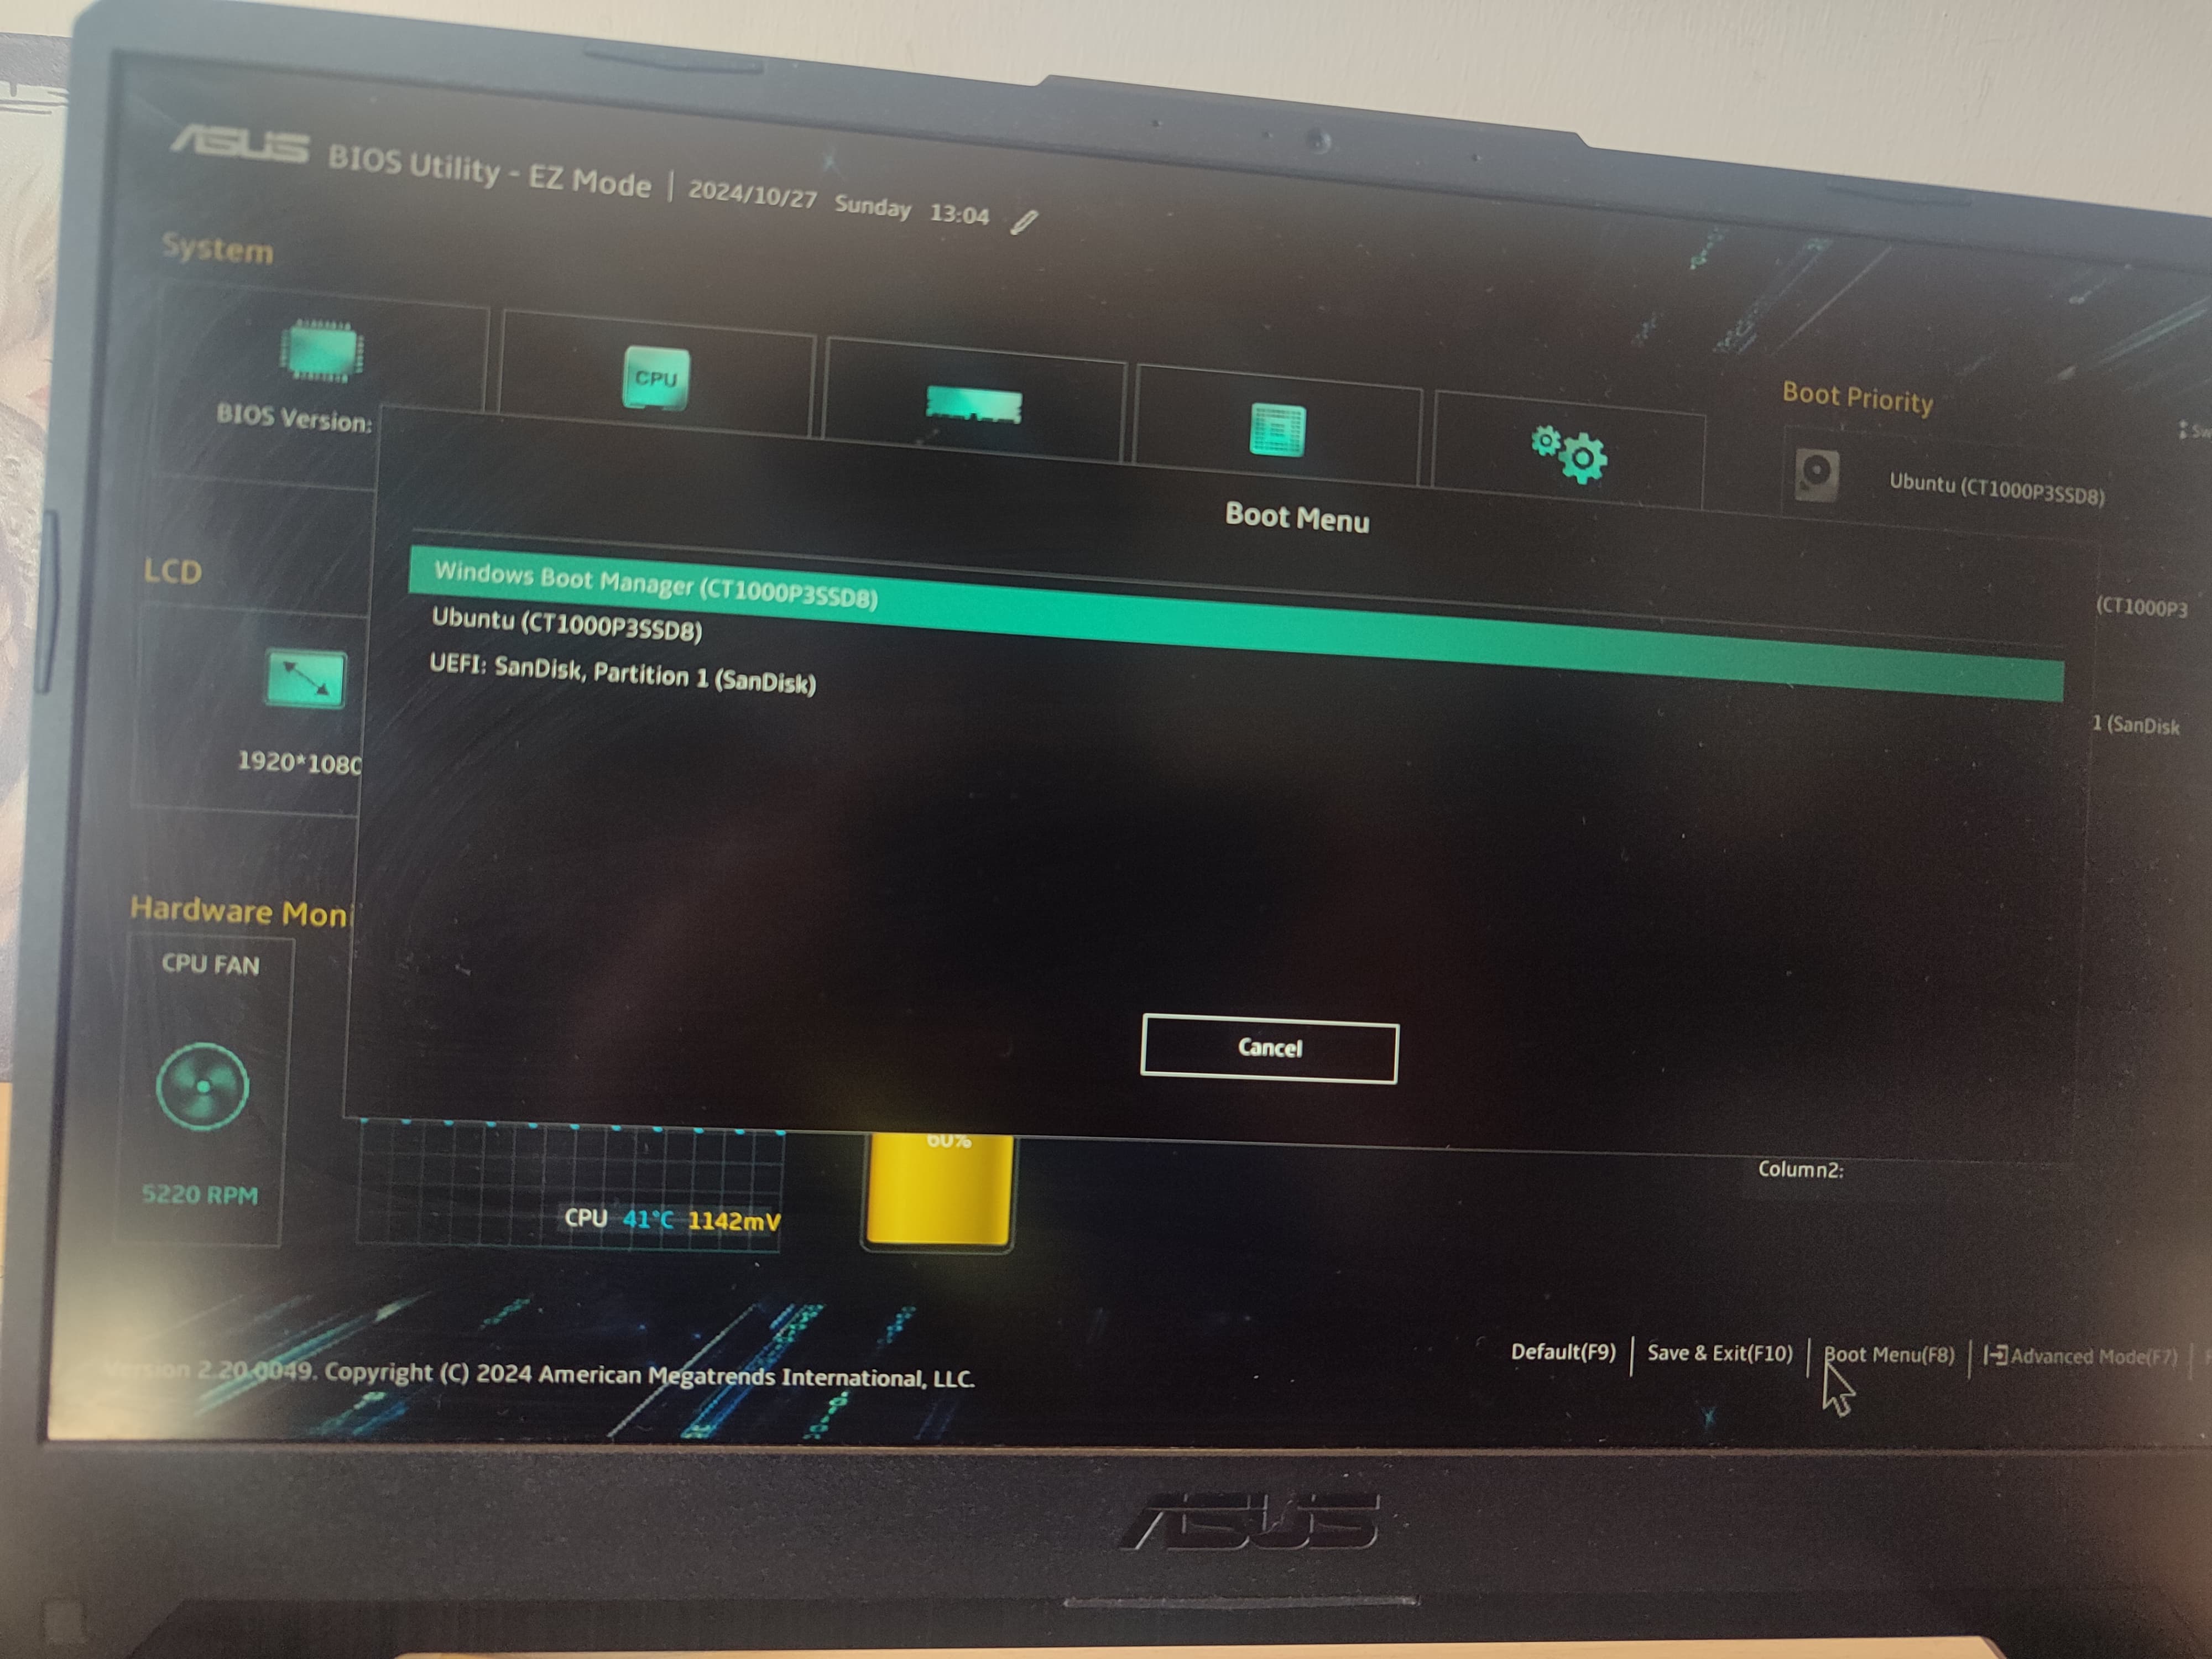 ASUS BIOS Utility - EZ Mode | 2024/10/27 Sunday 13:04
System
CPU
BIOS Version:
Boot Priority
Ubuntu (CT1000P3SSD8)
Boot Menu
Windows Boot Manager (CT1000P3SSD8)
Ubuntu (CT1000P3SSD8)
UEFI: SanDisk, Partition 1 (SanDisk)
(CT1000P3
1 (SanDisk
LCD
1920*1080
Hardware Moni
CPU FAN
5220 RPM
Cancel
60%
CPU 41°C 1142mV
Column2:
Default(F9) | Save & Exit(F10) | Boot Menu(F8) | Advanced Mode(F7) |
2.20.0049. Copyright (C) 2024 American Megatrends International, LLC.
ASUS